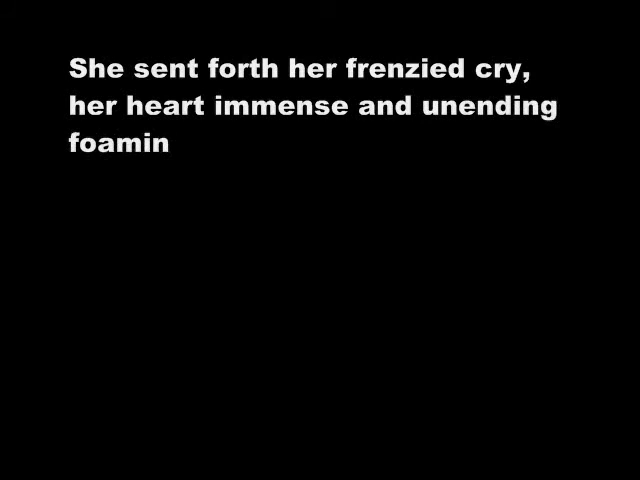 She sent forth her frenzied cry,
her heart immense and unending
foamin